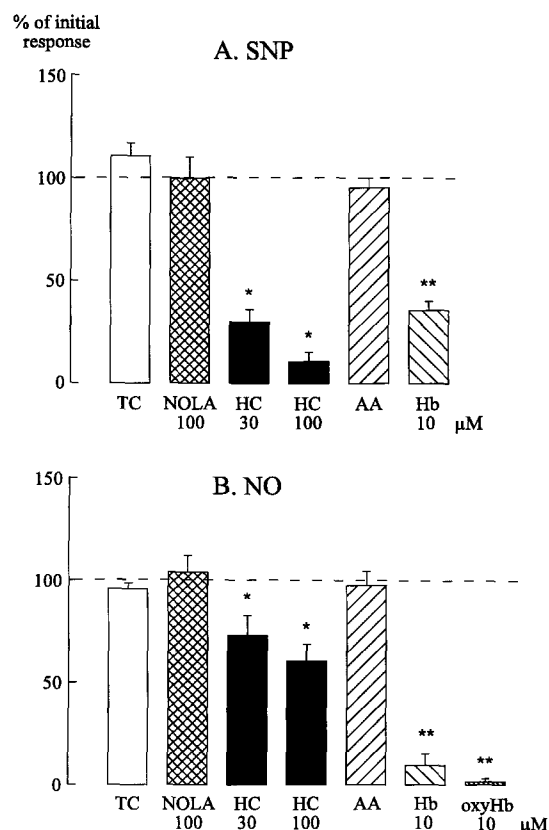 % of initial
response
A. SNP
150
100
50
0
* * **
TC NOLA HC HC AA Hb
100 30 100 10 µM
B. NO
150
100
50
0
* * ** **
TC NOLA HC HC AA Hb oxyHb
100 30 100 10 10 µM